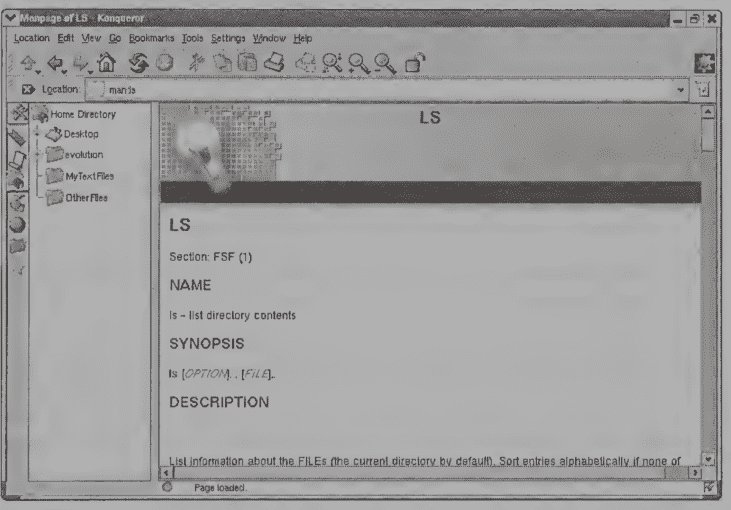 Manpage of LS - Konqueror
Location Edit View Go Bookmarks Tools Settings Window Help
Location: man:ls
Home Directory
Desktop
evolution
MyTextFiles
OtherFiles
LS
LS
Section: FSF (1)
NAME
ls - list directory contents
SYNOPSIS
ls [OPTION]... [FILE]...
DESCRIPTION
List information about the FILEs (the current directory by default). Sort entries alphabetically if none of
Page loaded.